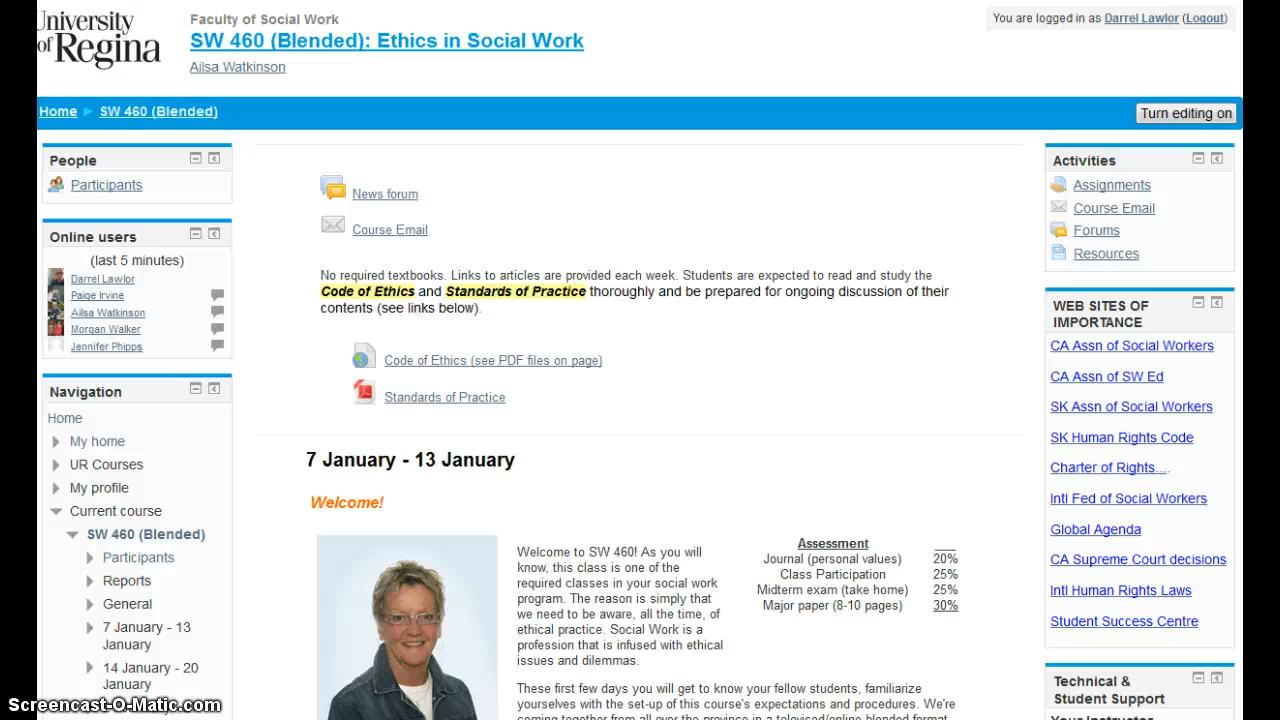 University
of Regina
Faculty of Social Work
SW 460 (Blended): Ethics in Social Work
Ailsa Watkinson
You are logged in as Darrel Lawlor (Logout)
Home ► SW 460 (Blended)
Turn editing on
People
Participants
Online users
(last 5 minutes)
Darrel Lawlor
Paige Irvine
Ailsa Watkinson
Morgan Walker
Jennifer Phipps
Navigation
Home
My home
UR Courses
My profile
Current course
SW 460 (Blended)
Participants
Reports
General
7 January - 13
January
14 January - 20
January
News forum
Course Email
No required textbooks. Links to articles are provided each week. Students are expected to read and study the
Code of Ethics and Standards of Practice thoroughly and be prepared for ongoing discussion of their
contents (see links below).
Code of Ethics (see PDF files on page)
Standards of Practice
7 January - 13 January
Welcome!
Welcome to SW 460! As you will
know, this class is one of the
required classes in your social work
program. The reason is simply that
we need to be aware, all the time, of
ethical practice. Social Work is a
profession that is infused with ethical
issues and dilemmas.
Assessment
Journal (personal values) 20%
Class Participation 25%
Midterm exam (take home) 25%
Major paper (8-10 pages) 30%
These first few days you will get to know your fellow students, familiarize
yourselves with the set-up of this course's expectations and procedures. We're
coming together from all over the province in a televised/online blended format
Activities
Assignments
Course Email
Forums
Resources
WEB SITES OF
IMPORTANCE
CA Assn of Social Workers
CA Assn of SW Ed
SK Assn of Social Workers
SK Human Rights Code
Charter of Rights....
Intl Fed of Social Workers
Global Agenda
CA Supreme Court decisions
Intl Human Rights Laws
Student Success Centre
Technical &
Student Support
Your Instructor
Screencast-O-Matic.com